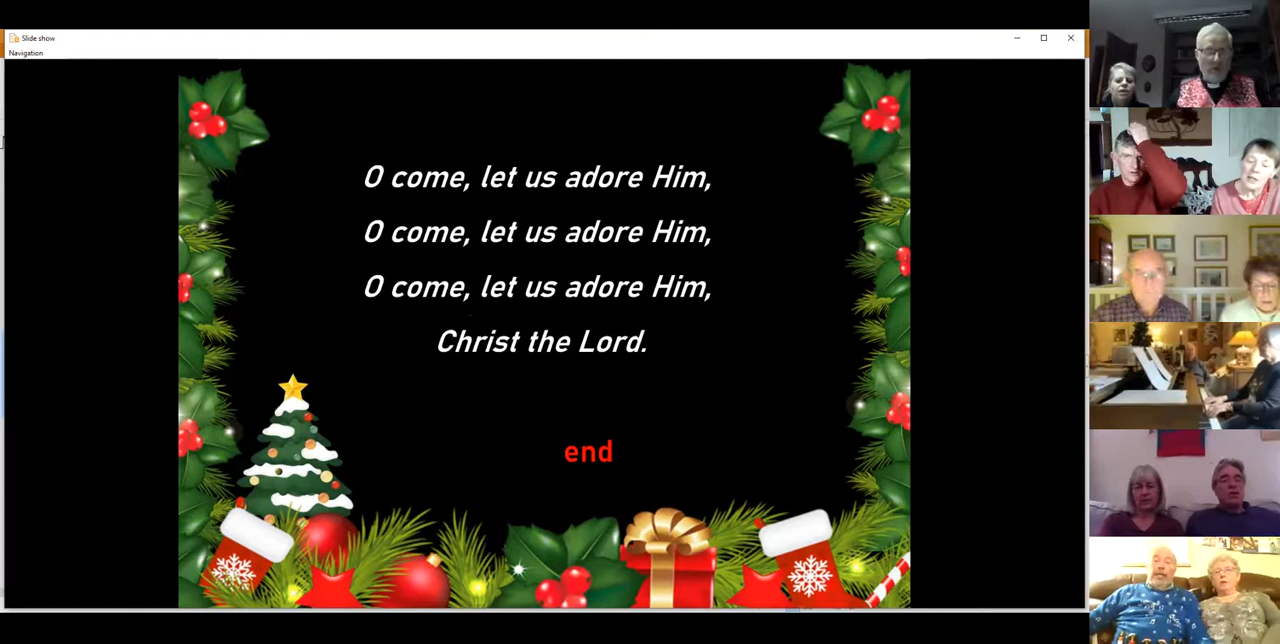 Slide show
Navigation
O come, let us adore Him,
O come, let us adore Him,
O come, let us adore Him,
Christ the Lord.
end